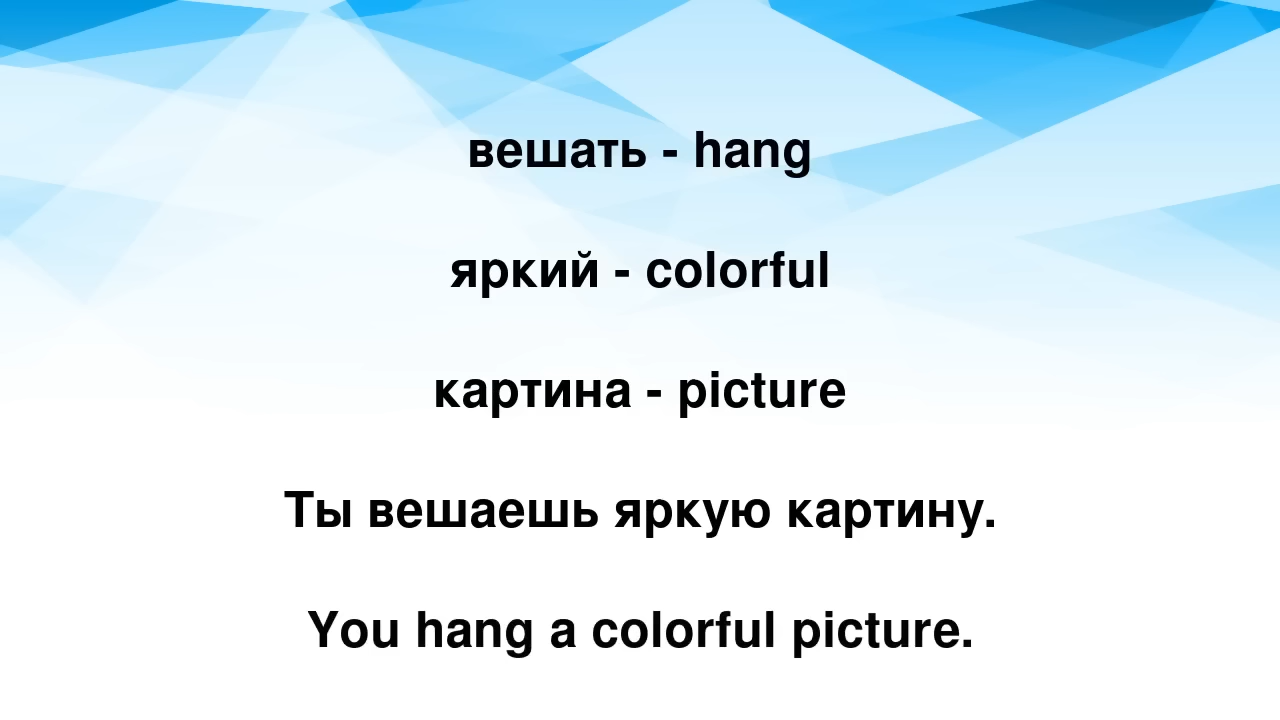 вешать - hang
яркий - colorful
картина - picture
Ты вешаешь яркую картину.
You hang a colorful picture.